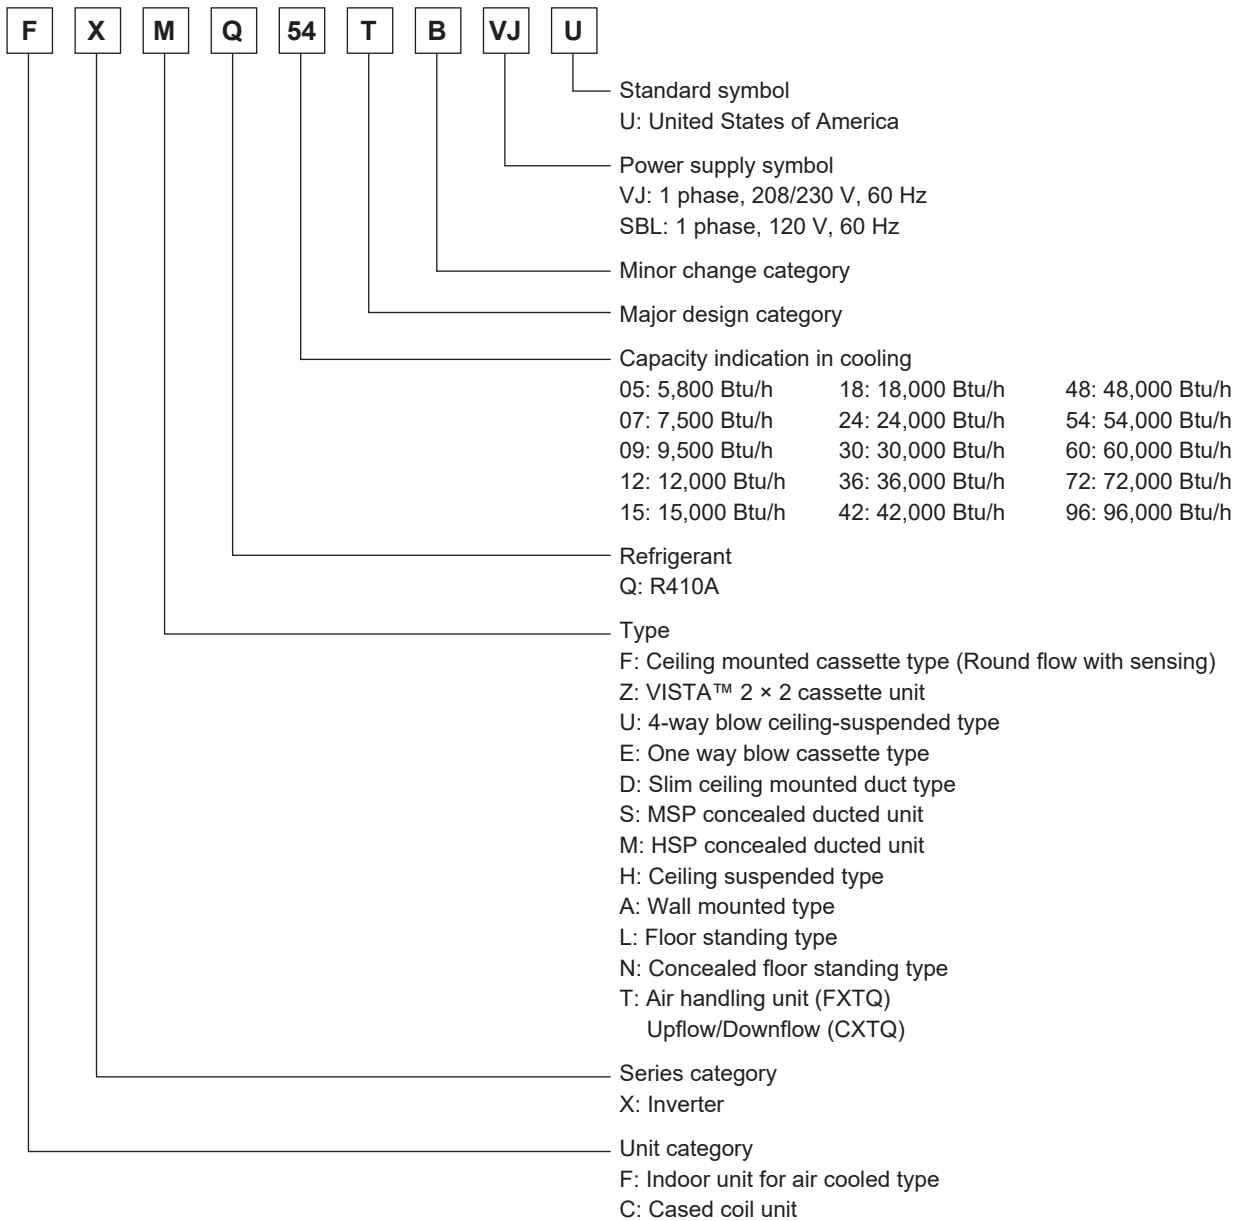 F X M Q 54 T B VJ U
Standard symbol
U: United States of America
Power supply symbol
VJ: 1 phase, 208/230 V, 60 Hz
SBL: 1 phase, 120 V, 60 Hz
Minor change category
Major design category
Capacity indication in cooling
05: 5,800 Btu/h 18: 18,000 Btu/h 48: 48,000 Btu/h
07: 7,500 Btu/h 24: 24,000 Btu/h 54: 54,000 Btu/h
09: 9,500 Btu/h 30: 30,000 Btu/h 60: 60,000 Btu/h
12: 12,000 Btu/h 36: 36,000 Btu/h 72: 72,000 Btu/h
15: 15,000 Btu/h 42: 42,000 Btu/h 96: 96,000 Btu/h
Refrigerant
Q: R410A
Type
F: Ceiling mounted cassette type (Round flow with sensing)
Z: VISTA™ 2 × 2 cassette unit
U: 4-way blow ceiling-suspended type
E: One way blow cassette type
D: Slim ceiling mounted duct type
S: MSP concealed ducted unit
M: HSP concealed ducted unit
H: Ceiling suspended type
A: Wall mounted type
L: Floor standing type
N: Concealed floor standing type
T: Air handling unit (FXTQ)
Upflow/Downflow (CXTQ)
Series category
X: Inverter
Unit category
F: Indoor unit for air cooled type
C: Cased coil unit